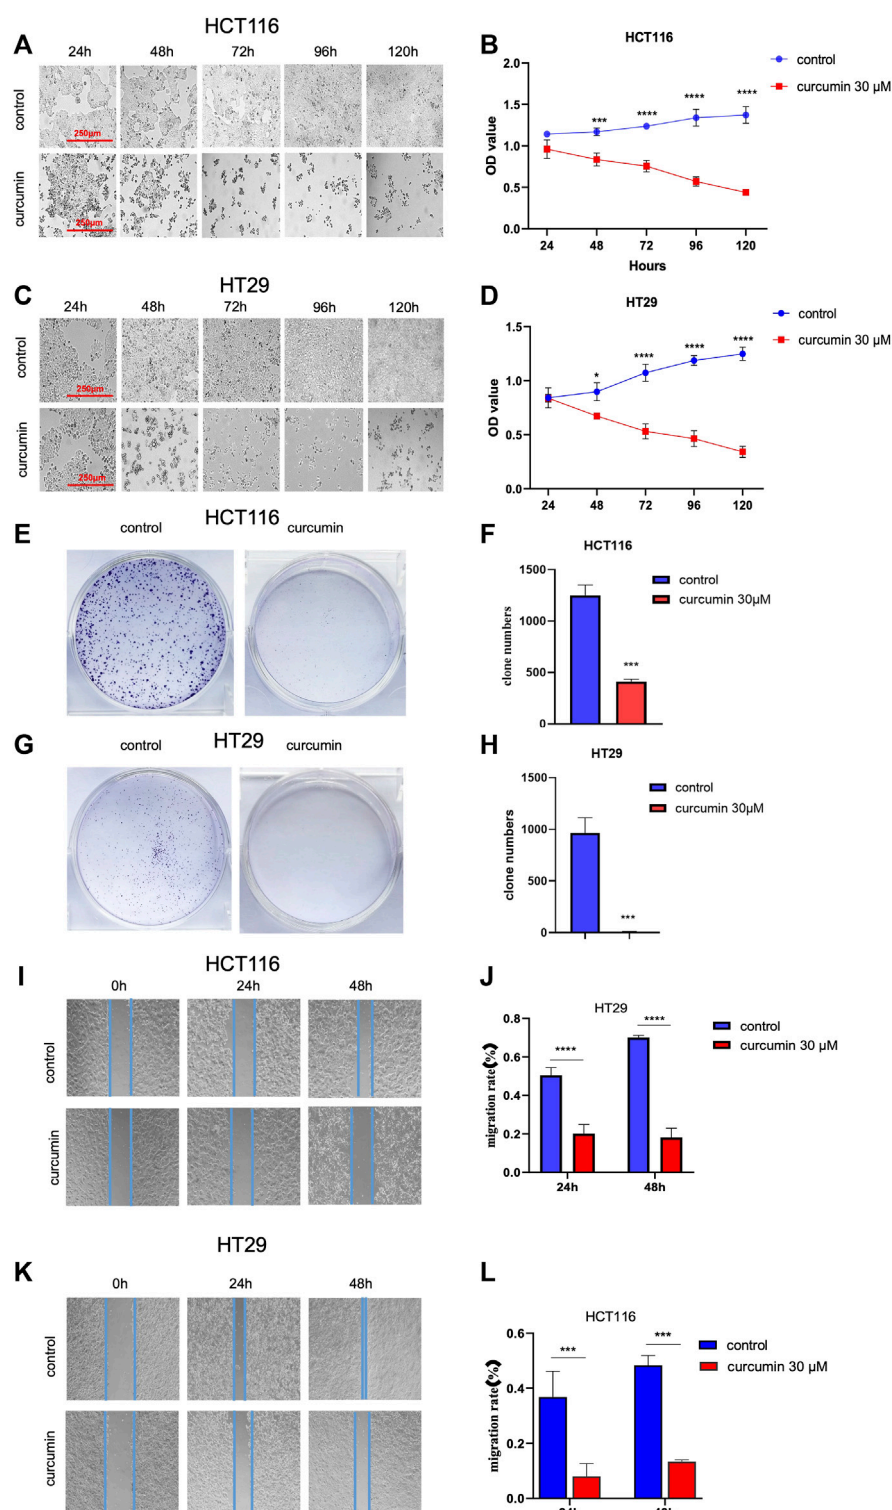 HCT116
A
24h 48h 72h 96h 120h
control
250μm
curcumin
250μm
B
HCT116
control
curcumin 30 μM
OD value
2.0
1.5
1.0
0.5
0.0
*** **** **** ****
24 48 72 96 120
Hours
HT29
C
24h 48h 72h 96h 120h
control
250μm
curcumin
250μm
D
HT29
control
curcumin 30 μM
OD value
1.5
1.0
0.5
0.0
* **** **** ****
24 48 72 96 120
HCT116
E
control curcumin
F
HCT116
control
curcumin 30μM
clone numbers
1500
1000
500
0
***
HT29
G
control curcumin
H
HT29
control
curcumin 30μM
clone numbers
1500
1000
500
0
***
HCT116
I
0h 24h 48h
control
curcumin
J
HT29
control
curcumin 30 μM
migration rate(%)
0.8
0.6
0.4
0.2
0.0
**** ****
24h 48h
HT29
K
0h 24h 48h
control
curcumin
L
HCT116
control
curcumin 30 μM
migration rate(%)
0.6
0.4
0.2
0.0
*** ***